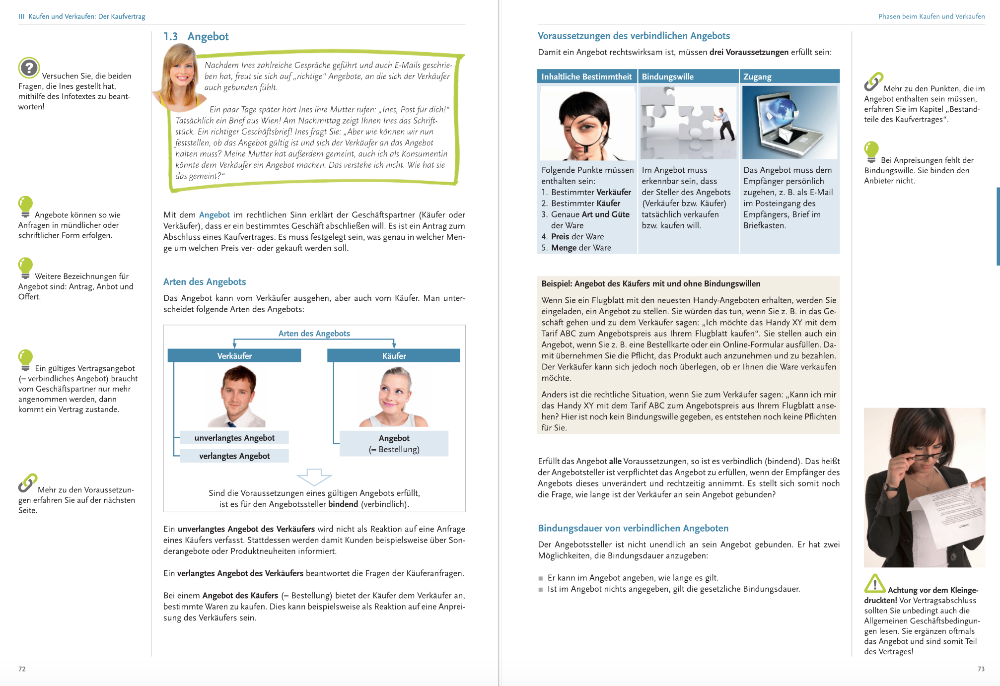 III Kaufen und Verkaufen: Der Kaufvertrag
Versuchen Sie, die beiden
Fragen, die Ines gestellt hat,
mithilfe des Infotextes zu beant-
worten!
Angebote können so wie
Anfragen in mündlicher oder
schriftlicher Form erfolgen.
Weitere Bezeichnungen für
Angebot sind: Antrag, Anbot und
Offert.
Ein gültiges Vertragsangebot
(= verbindliches Angebot) braucht
vom Geschäftspartner nur mehr
angenommen werden, dann
kommt ein Vertrag zustande.
Mehr zu den Voraussetzun-
gen erfahren Sie auf der nächsten
Seite.
1.3 Angebot
Nachdem Ines zahlreiche Gespräche geführt und auch E-Mails geschrie-
ben hat, freut sie sich auf „richtige“ Angebote, an die sich der Verkäufer
auch gebunden fühlt.
Ein paar Tage später hört Ines ihre Mutter rufen: „Ines, Post für dich!“
Tatsächlich ein Brief aus Wien! Am Nachmittag zeigt Ihnen Ines das Schrift-
stück. Ein richtiger Geschäftsbrief! Ines fragt Sie: „Aber wie können wir nun
feststellen, ob das Angebot gültig ist und sich der Verkäufer an das Angebot
halten muss? Meine Mutter hat außerdem gemeint, auch ich als Konsumentin
könnte dem Verkäufer ein Angebot machen. Das verstehe ich nicht. Wie hat sie
das gemeint?“
Mit dem Angebot im rechtlichen Sinn erklärt der Geschäftspartner (Käufer oder
Verkäufer), dass er ein bestimmtes Geschäft abschließen will. Es ist ein Antrag zum
Abschluss eines Kaufvertrages. Es muss festgelegt sein, was genau in welcher Men-
ge um welchen Preis ver- oder gekauft werden soll.
Arten des Angebots
Das Angebot kann vom Verkäufer ausgehen, aber auch vom Käufer. Man unter-
scheidet folgende Arten des Angebots:
Arten des Angebots
Verkäufer
Käufer
unverlangtes Angebot
verlangtes Angebot
Angebot
(= Bestellung)
Sind die Voraussetzungen eines gültigen Angebots erfüllt,
ist es für den Angebotssteller bindend (verbindlich).
Ein unverlangtes Angebot des Verkäufers wird nicht als Reaktion auf eine Anfrage
eines Käufers verfasst. Stattdessen werden damit Kunden beispielsweise über Son-
derangebote oder Produktneuheiten informiert.
Ein verlangtes Angebot des Verkäufers beantwortet die Fragen der Käuferanfragen.
Bei einem Angebot des Käufers (= Bestellung) bietet der Käufer dem Verkäufer an,
bestimmte Waren zu kaufen. Dies kann beispielsweise als Reaktion auf eine Anprei-
sung des Verkäufers sein.
72
Phasen beim Kaufen und Verkaufen
Voraussetzungen des verbindlichen Angebots
Damit ein Angebot rechtswirksam ist, müssen drei Voraussetzungen erfüllt sein:
Inhaltliche Bestimmtheit
Folgende Punkte müssen
enthalten sein:
1. Bestimmter Verkäufer
2. Bestimmter Käufer
3. Genaue Art und Güte
der Ware
4. Preis der Ware
5. Menge der Ware
Bindungswille
Im Angebot muss
erkennbar sein, dass
der Steller des Angebots
(Verkäufer bzw. Käufer)
tatsächlich verkaufen
bzw. kaufen will.
Zugang
Das Angebot muss dem
Empfänger persönlich
zugehen, z. B. als E-Mail
im Posteingang des
Empfängers, Brief im
Briefkasten.
Beispiel: Angebot des Käufers mit und ohne Bindungswillen
Wenn Sie ein Flugblatt mit den neuesten Handy-Angeboten erhalten, werden Sie
eingeladen, ein Angebot zu stellen. Sie würden das tun, wenn Sie z. B. in das Ge-
schäft gehen und zu dem Verkäufer sagen: „Ich möchte das Handy XY mit dem
Tarif ABC zum Angebotspreis aus Ihrem Flugblatt kaufen“. Sie stellen auch ein
Angebot, wenn Sie z. B. eine Bestellkarte oder ein Online-Formular ausfüllen. Da-
mit übernehmen Sie die Pflicht, das Produkt auch anzunehmen und zu bezahlen.
Der Verkäufer kann sich jedoch noch überlegen, ob er Ihnen die Ware verkaufen
möchte.
Anders ist die rechtliche Situation, wenn Sie zum Verkäufer sagen: „Kann ich mir
das Handy XY mit dem Tarif ABC zum Angebotspreis aus Ihrem Flugblatt anse-
hen? Hier ist noch kein Bindungswille gegeben, es entstehen noch keine Pflichten
für Sie.
Erfüllt das Angebot alle Voraussetzungen, so ist es verbindlich (bindend). Das heißt
der Angebotsteller ist verpflichtet das Angebot zu erfüllen, wenn der Empfänger des
Angebots dieses unverändert und rechtzeitig annimmt. Es stellt sich somit noch
die Frage, wie lange ist der Verkäufer an sein Angebot gebunden?
Bindungsdauer von verbindlichen Angeboten
Der Angebotssteller ist nicht unendlich an sein Angebot gebunden. Er hat zwei
Möglichkeiten, die Bindungsdauer anzugeben:
Er kann im Angebot angeben, wie lange es gilt.
Ist im Angebot nichts angegeben, gilt die gesetzliche Bindungsdauer.
Mehr zu den Punkten, die im
Angebot enthalten sein müssen,
erfahren Sie im Kapitel „Bestand-
teile des Kaufvertrages“.
Bei Anpreisungen fehlt der
Bindungswille. Sie binden den
Anbieter nicht.
Achtung vor dem Kleinge-
druckten! Vor Vertragsabschluss
sollten Sie unbedingt auch die
Allgemeinen Geschäftsbedingun-
gen lesen. Sie ergänzen oftmals
das Angebot und sind somit Teil
des Vertrages!
73